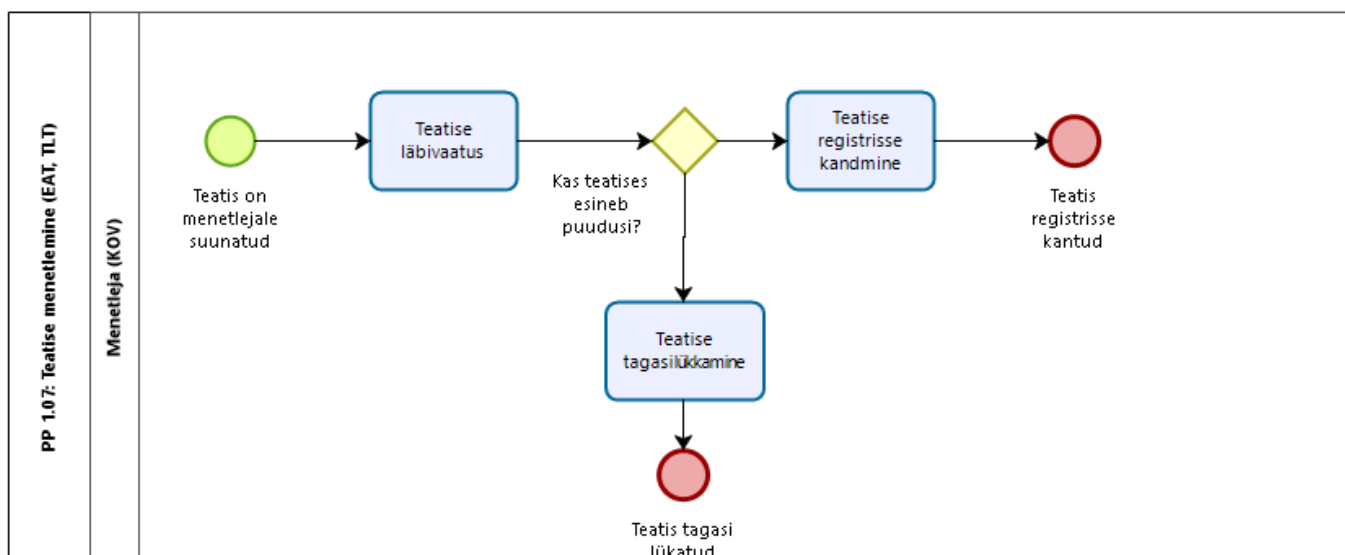 PP 1.07: Teatise menetlemine (EAT, TLT)
Menetleja (KOV)
Teatis on
menetlejale
suunatud
Teatise
läbivaatus
Kas teatises
esineb
puudusi?
Teatise
registrisse
kandmine
Teatis
registrisse
kantud
Teatise
tagasilükkamine
Teatis tagasi
lükatud